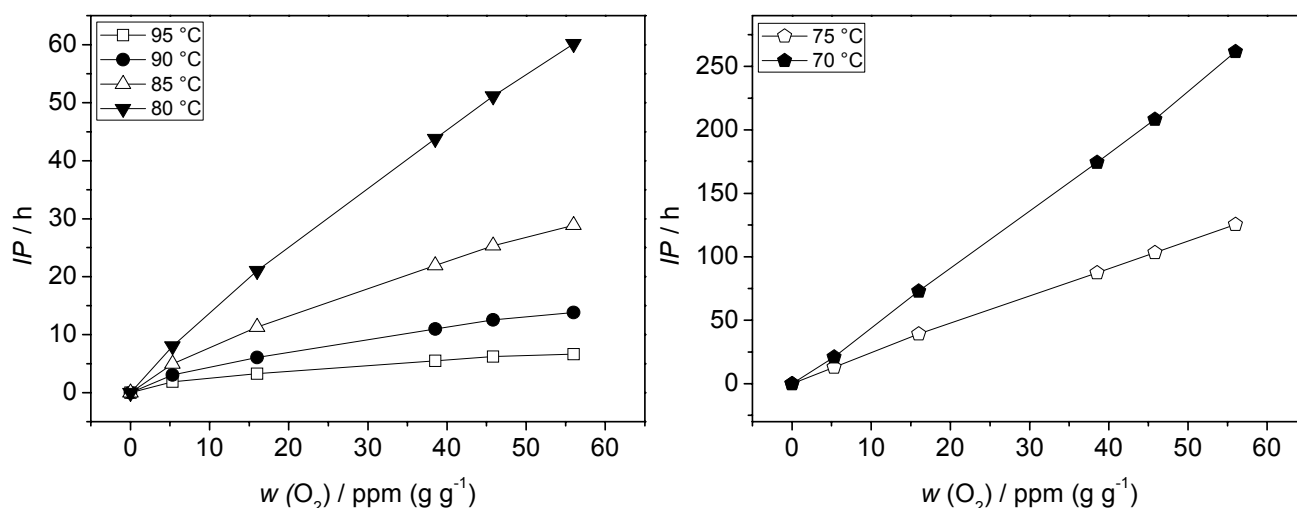 95 °C
90 °C
85 °C
80 °C
60
50
40
30
20
10
0
IP / h
0 10 20 30 40 50 60
w (O₂) / ppm (g g⁻¹)
75 °C
70 °C
250
200
150
100
50
0
IP / h
0 10 20 30 40 50 60
w (O₂) / ppm (g g⁻¹)